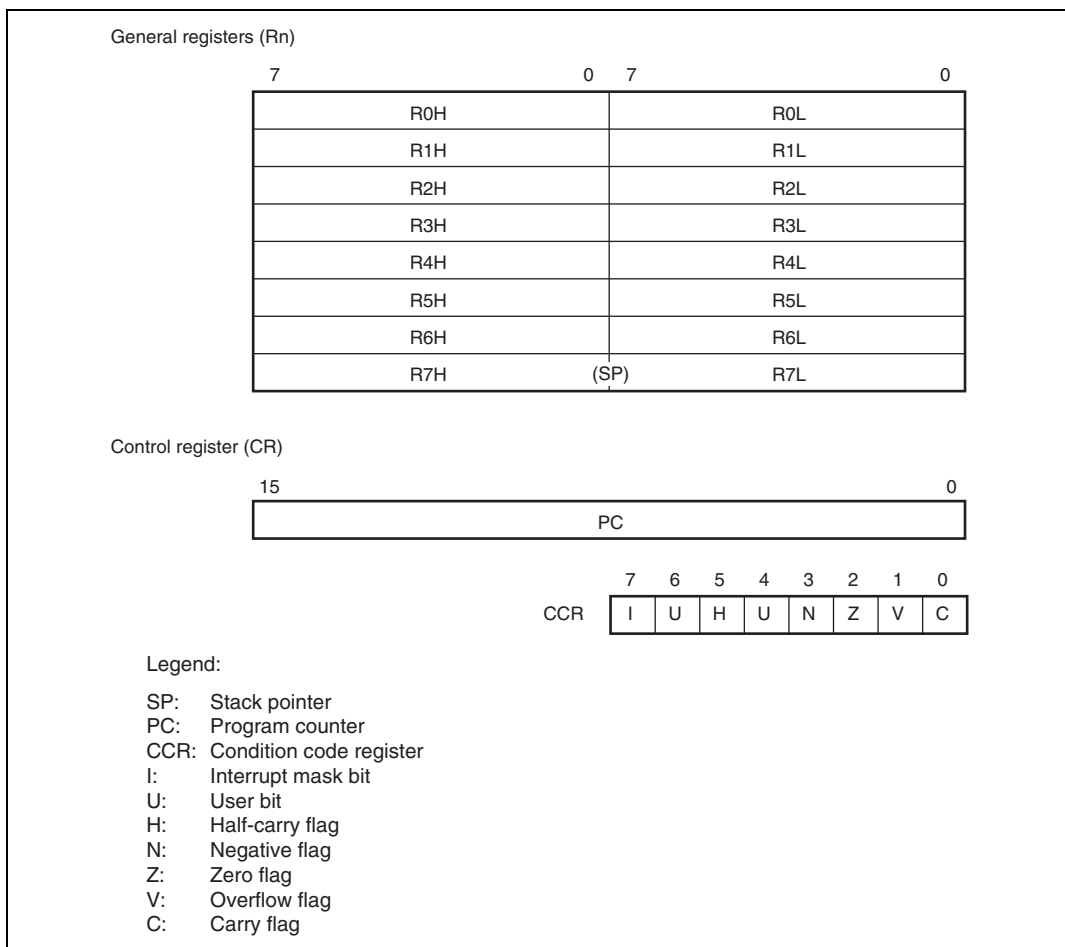 General registers (Rn)
7 0 7 0
R0H R0L
R1H R1L
R2H R2L
R3H R3L
R4H R4L
R5H R5L
R6H R6L
R7H (SP) R7L
Control register (CR)
15 0
PC
7 6 5 4 3 2 1 0
CCR I U H U N Z V C
Legend:
SP: Stack pointer
PC: Program counter
CCR: Condition code register
I: Interrupt mask bit
U: User bit
H: Half-carry flag
N: Negative flag
Z: Zero flag
V: Overflow flag
C: Carry flag